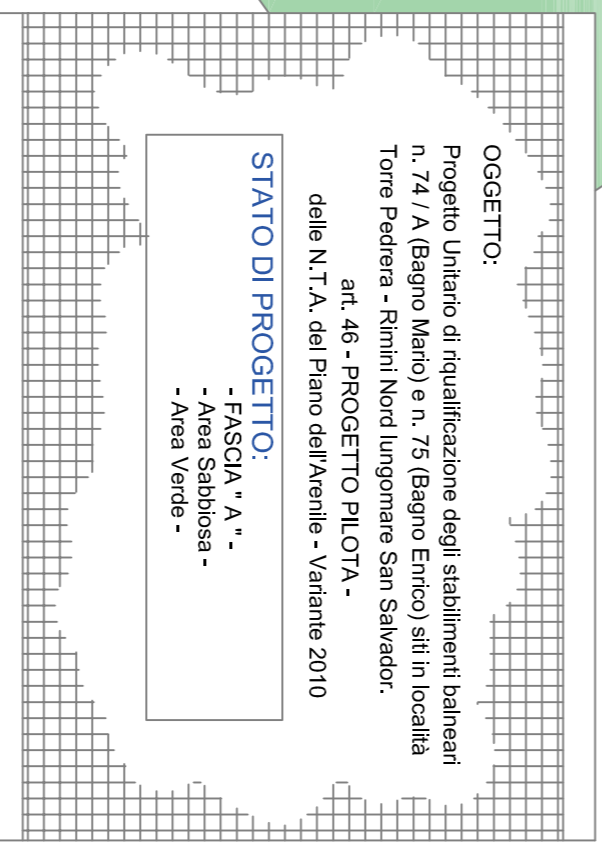 OGGETTO:
Progetto Unitario di riqualificazione degli stabilimenti balneari
n. 74 / A (Bagno Mario) e n. 75 (Bagno Enrico) siti in località
Torre Pedrera - Rimini Nord lungomare San Salvador.
art. 46 - PROGETTO PILOTA -
delle N.T.A. del Piano dell'Arenile - Variante 2010
STATO DI PROGETTO:
- FASCIA " A " -
- Area Sabbiosa -
- Area Verde -